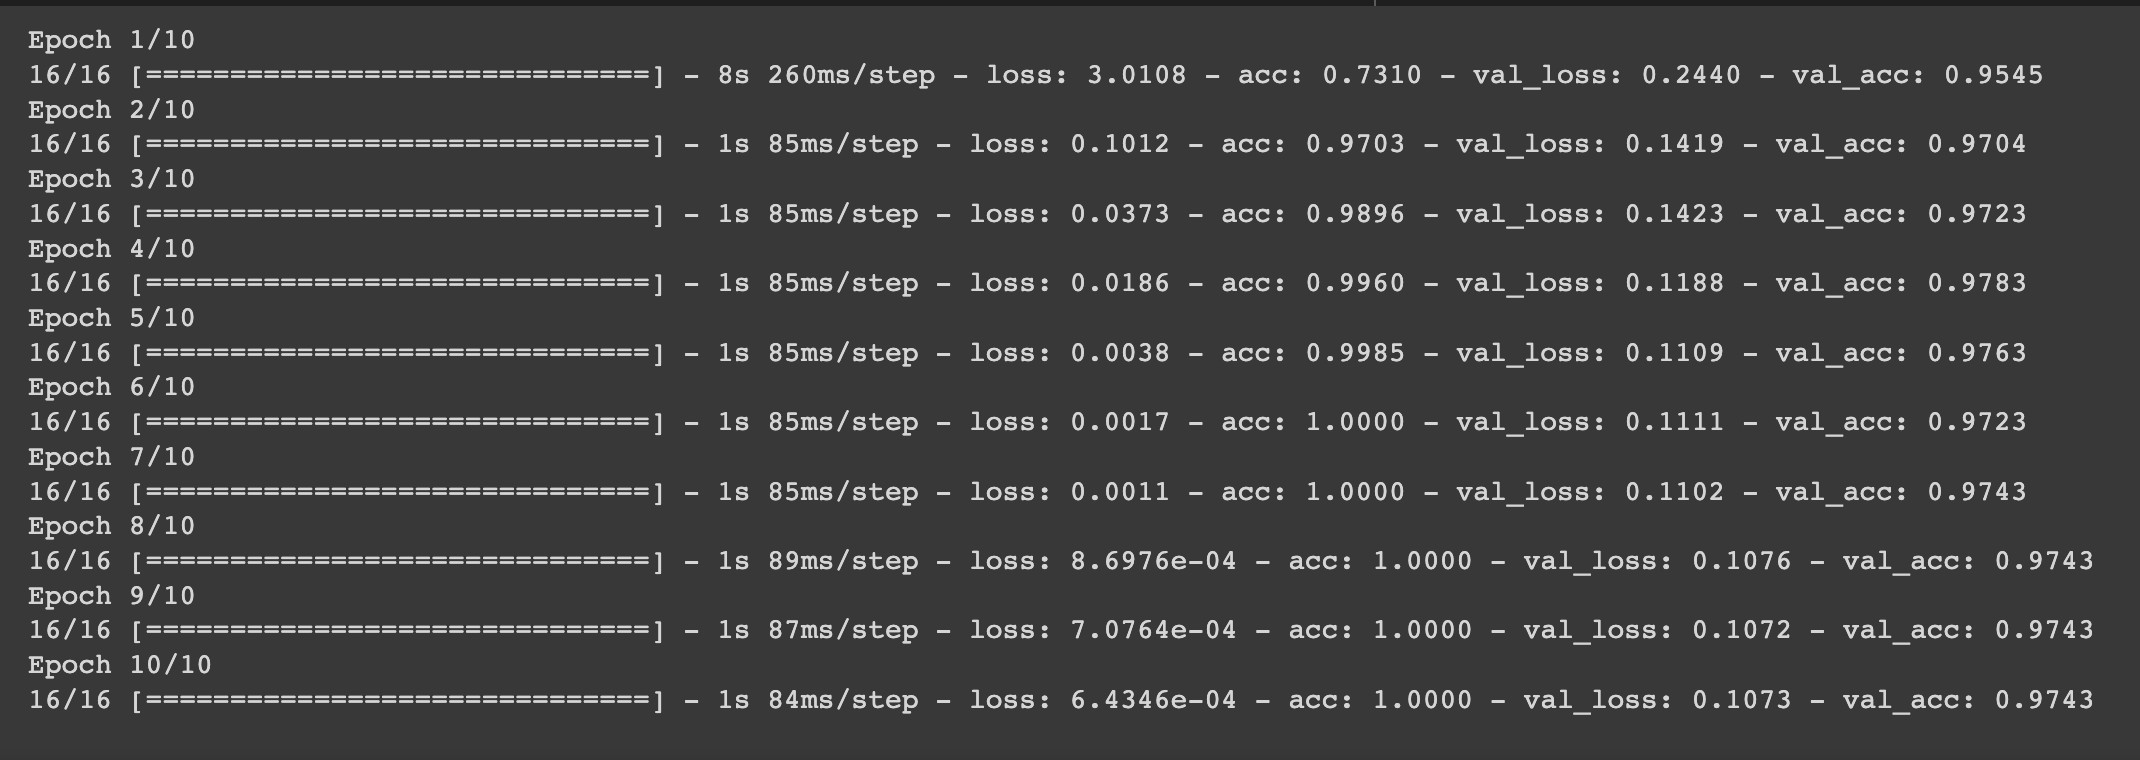 Epoch 1/10
16/16 [==============================] - 8s 260ms/step - loss: 3.0108 - acc: 0.7310 - val_loss: 0.2440 - val_acc: 0.9545
Epoch 2/10
16/16 [==============================] - 1s 85ms/step - loss: 0.1012 - acc: 0.9703 - val_loss: 0.1419 - val_acc: 0.9704
Epoch 3/10
16/16 [==============================] - 1s 85ms/step - loss: 0.0373 - acc: 0.9896 - val_loss: 0.1423 - val_acc: 0.9723
Epoch 4/10
16/16 [==============================] - 1s 85ms/step - loss: 0.0186 - acc: 0.9960 - val_loss: 0.1188 - val_acc: 0.9783
Epoch 5/10
16/16 [==============================] - 1s 85ms/step - loss: 0.0038 - acc: 0.9985 - val_loss: 0.1109 - val_acc: 0.9763
Epoch 6/10
16/16 [==============================] - 1s 85ms/step - loss: 0.0017 - acc: 1.0000 - val_loss: 0.1111 - val_acc: 0.9723
Epoch 7/10
16/16 [==============================] - 1s 85ms/step - loss: 0.0011 - acc: 1.0000 - val_loss: 0.1102 - val_acc: 0.9743
Epoch 8/10
16/16 [==============================] - 1s 89ms/step - loss: 8.6976e-04 - acc: 1.0000 - val_loss: 0.1076 - val_acc: 0.9743
Epoch 9/10
16/16 [==============================] - 1s 87ms/step - loss: 7.0764e-04 - acc: 1.0000 - val_loss: 0.1072 - val_acc: 0.9743
Epoch 10/10
16/16 [==============================] - 1s 84ms/step - loss: 6.4346e-04 - acc: 1.0000 - val_loss: 0.1073 - val_acc: 0.9743